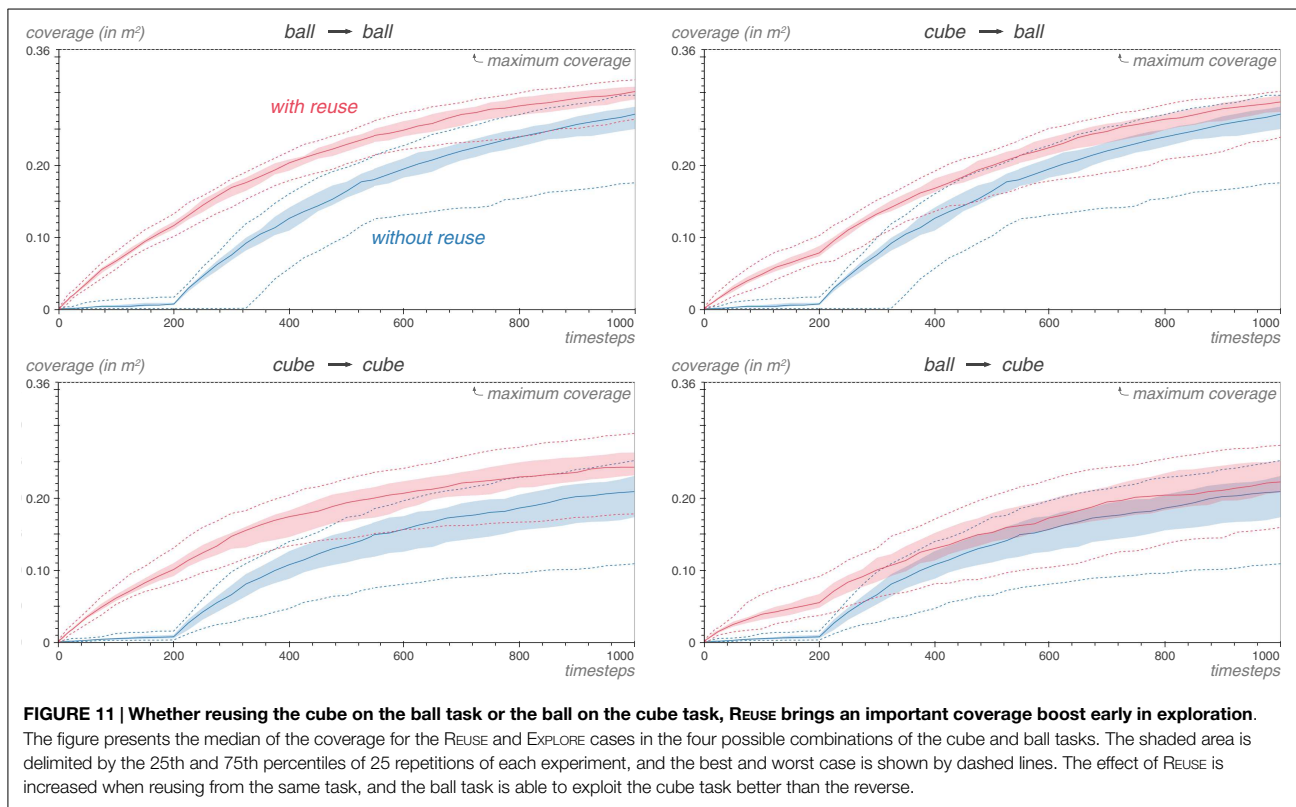 coverage (in m²)
ball → ball
0.36
maximum coverage
with reuse
0.20
0.10
without reuse
0
0
200
400
600
800
1000
timesteps
coverage (in m²)
cube → ball
0.36
maximum coverage
0.20
0.10
0
0
200
400
600
800
1000
timesteps
coverage (in m²)
cube → cube
0.36
maximum coverage
0.20
0.10
0
0
200
400
600
800
1000
timesteps
coverage (in m²)
ball → cube
0.36
maximum coverage
0.20
0.10
0
0
200
400
600
800
1000
timesteps
FIGURE 11 | Whether reusing the cube on the ball task or the ball on the cube task, REUSE brings an important coverage boost early in exploration.
The figure presents the median of the coverage for the REUSE and EXPLORE cases in the four possible combinations of the cube and ball tasks. The shaded area is
delimited by the 25th and 75th percentiles of 25 repetitions of each experiment, and the best and worst case is shown by dashed lines. The effect of REUSE is
increased when reusing from the same task, and the ball task is able to exploit the cube task better than the reverse.